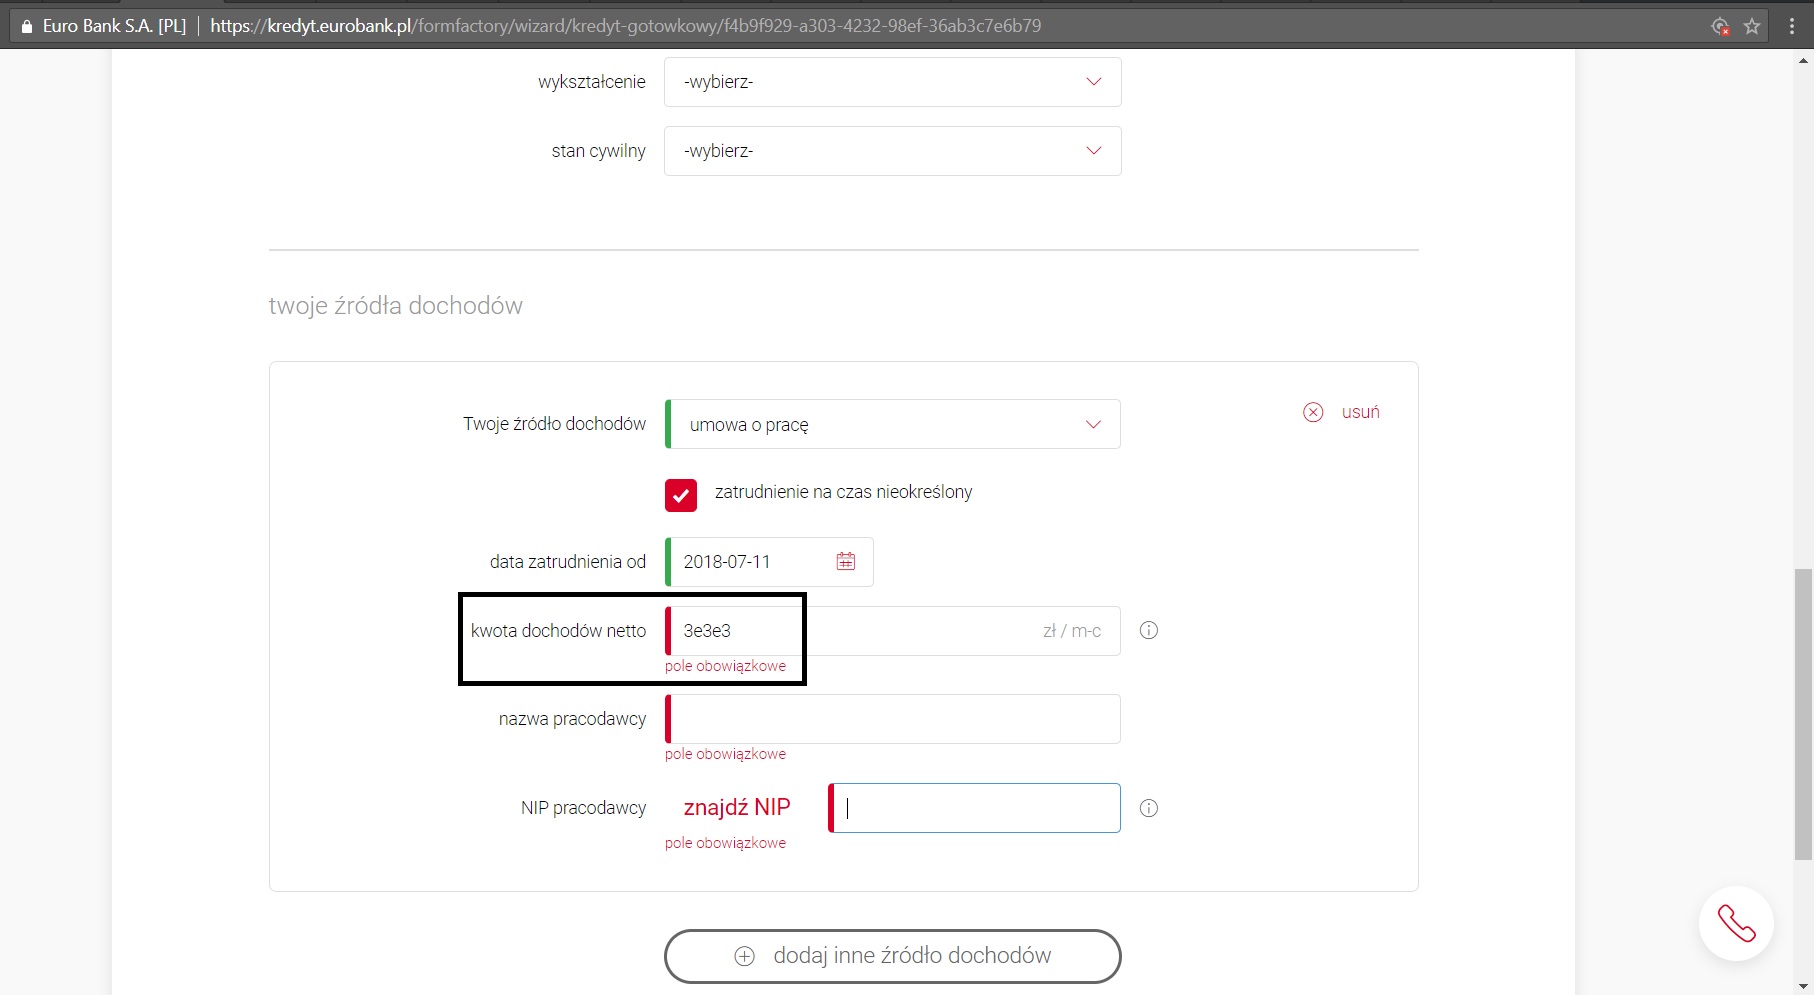 Euro Bank S.A. [PL] https://kredyt.eurobank.pl/formfactory/wizard/kredyt-gotowkowy/f4b9f929-a303-4232-98ef-36ab3c7e6b79
wykształcenie -wybierz-
stan cywilny -wybierz-
twoje źródła dochodów
Twoje źródło dochodów umowa o pracę usuń
zatrudnienie na czas nieokreślony
data zatrudnienia od 2018-07-11
kwota dochodów netto 3e3e3 zł / m-c
pole obowiązkowe
nazwa pracodawcy
pole obowiązkowe
NIP pracodawcy znajdź NIP
pole obowiązkowe
dodaj inne źródło dochodów